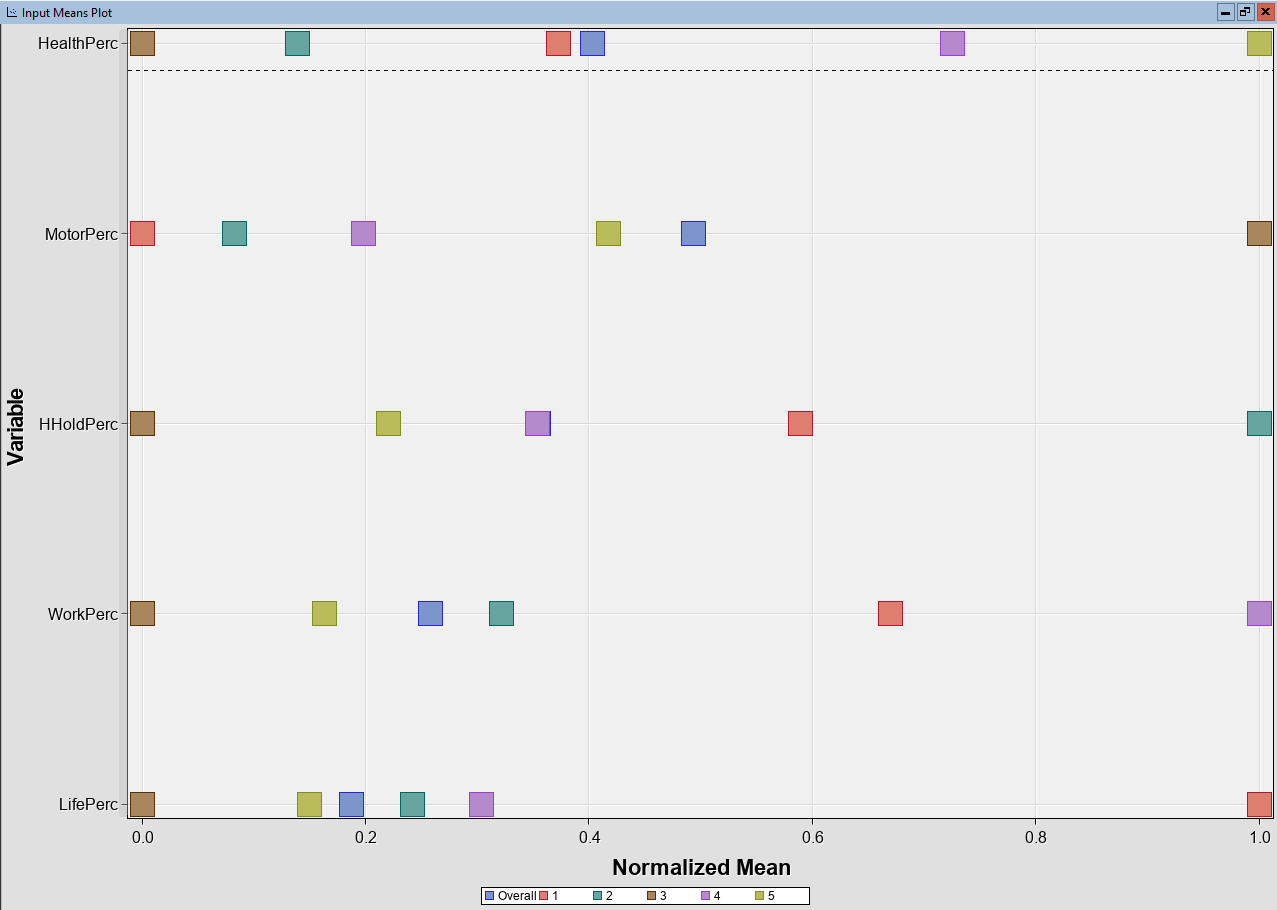 Input Means Plot
HealthPerc
MotorPerc
HHoldPerc
WorkPerc
LifePerc
Variable
0.0 0.2 0.4 0.6 0.8 1.0
Normalized Mean
Overall 1 2 3 4 5